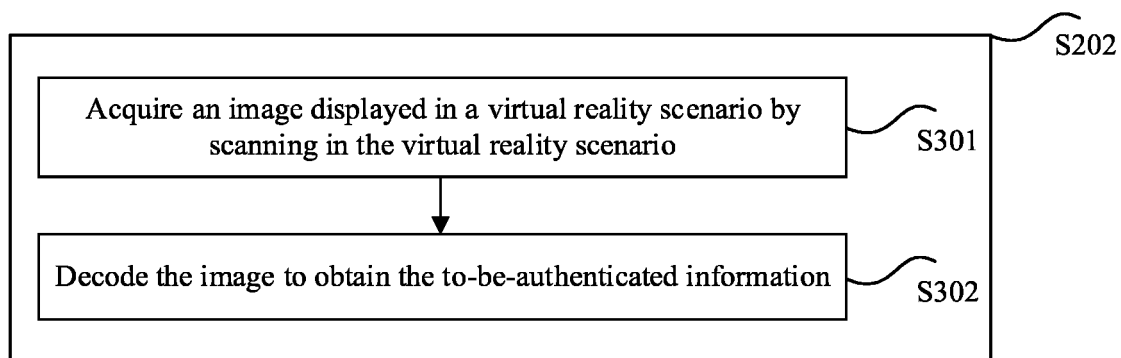 S202
Acquire an image displayed in a virtual reality scenario by
scanning in the virtual reality scenario
S301
Decode the image to obtain the to-be-authenticated information
S302